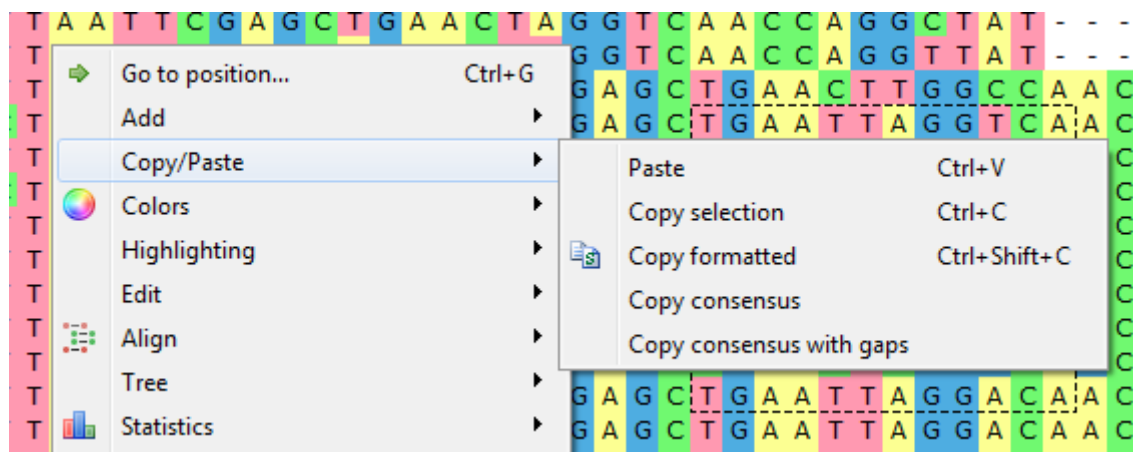 T A A T T C G A G C T G A A C T A G G T C A A C C A G G C T A T - - -
T G G T C A A C C A G G T T A T - - -
Go to position... Ctrl+G
T G A G C T G A A C T T G G C C A A C
Add
T G A G C T G A A T T A G G T C A A C
Copy/Paste
T C
Colors
T C
Highlighting
T C
Edit
T C
Align
T C
Tree
T C
Statistics
T C
T G A G C T G A A T T A G G A C A A C
T G A G C T G A A T T A G G A C A A C
Paste Ctrl+V
Copy selection Ctrl+C
Copy formatted Ctrl+Shift+C
Copy consensus
Copy consensus with gaps